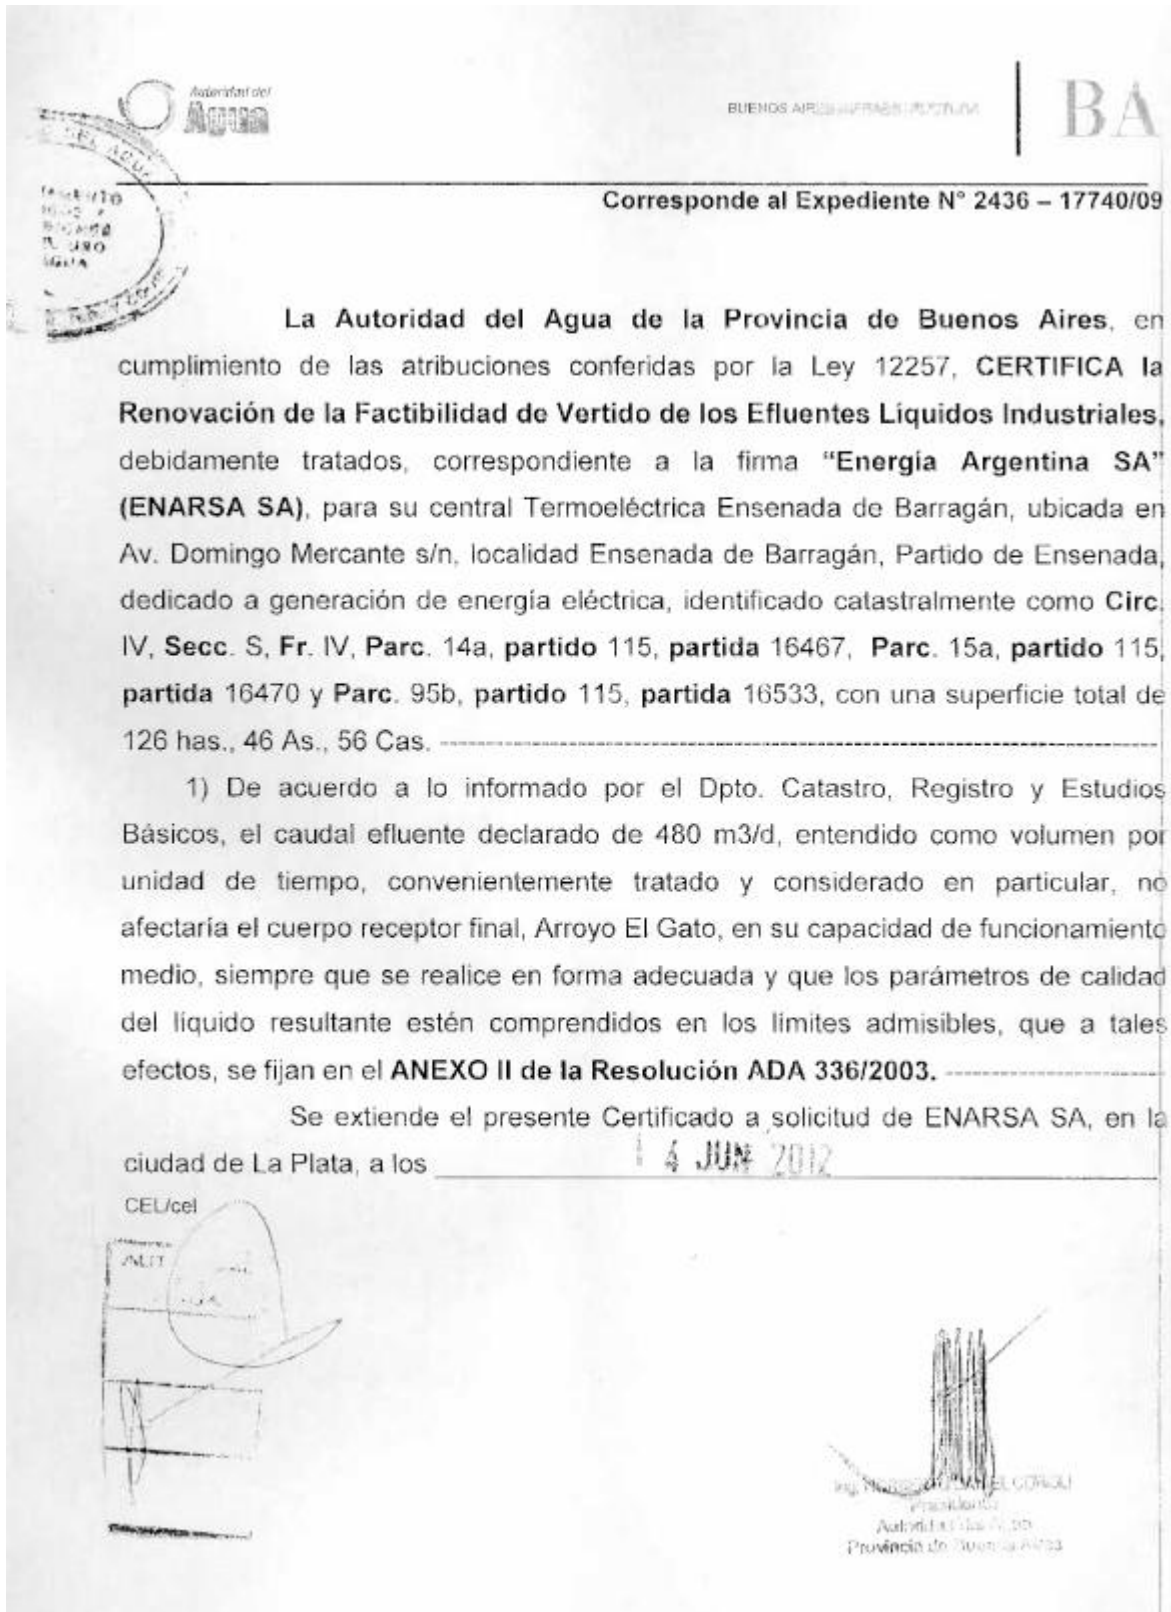 Autoridad del
Agua
BUENOS AIRES INFRAESTRUCTURA
BA
DEL AGUA
USO
AGUA
Corresponde al Expediente N° 2436 – 17740/09
La Autoridad del Agua de la Provincia de Buenos Aires, en
cumplimiento de las atribuciones conferidas por la Ley 12257, CERTIFICA la
Renovación de la Factibilidad de Vertido de los Efluentes Líquidos Industriales,
debidamente tratados, correspondiente a la firma "Energía Argentina SA"
(ENARSA SA), para su central Termoeléctrica Ensenada de Barragán, ubicada en
Av. Domingo Mercante s/n, localidad Ensenada de Barragán, Partido de Ensenada,
dedicado a generación de energía eléctrica, identificado catastralmente como Circ.
IV, Secc. S, Fr. IV, Parc. 14a, partido 115, partida 16467, Parc. 15a, partido 115,
partida 16470 y Parc. 95b, partido 115, partida 16533, con una superficie total de
126 has., 46 As., 56 Cas. ------------------------------------------------------------
1) De acuerdo a lo informado por el Dpto. Catastro, Registro y Estudios
Básicos, el caudal efluente declarado de 480 m3/d, entendido como volumen por
unidad de tiempo, convenientemente tratado y considerado en particular, no
afectaría el cuerpo receptor final, Arroyo El Gato, en su capacidad de funcionamiento
medio, siempre que se realice en forma adecuada y que los parámetros de calidad
del líquido resultante estén comprendidos en los límites admisibles, que a tales
efectos, se fijan en el ANEXO II de la Resolución ADA 336/2003. --------------------
Se extiende el presente Certificado a solicitud de ENARSA SA, en la
ciudad de La Plata, a los 14 JUN 2012
CEL/cel
Ing.
Presidente
Autoridad del Agua
Provincia de Buenos Aires